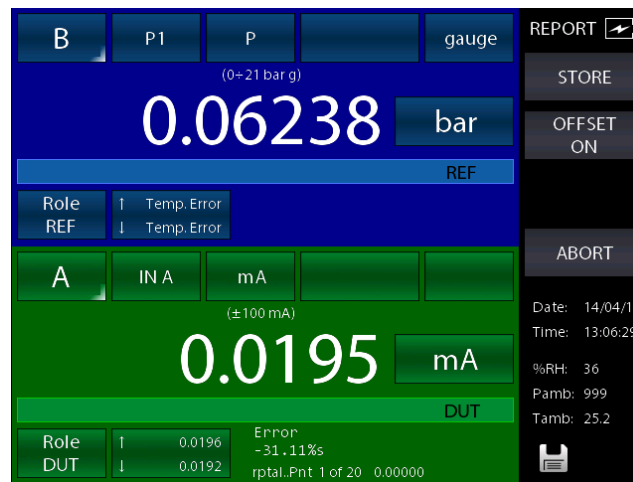 B P1 P gauge
(0÷21 bar g)
0.06238 bar
REF
Role REF
↑ Temp. Error
↓ Temp. Error
A IN A mA
(±100 mA)
0.0195 mA
DUT
Role DUT
↑ 0.0196
↓ 0.0192
Error
-31.11%s
rptal..Pnt 1 of 20 0.00000
REPORT
STORE
OFFSET
ON
ABORT
Date: 14/04/1
Time: 13:06:29
%RH: 36
Pamb: 999
Tamb: 25.2